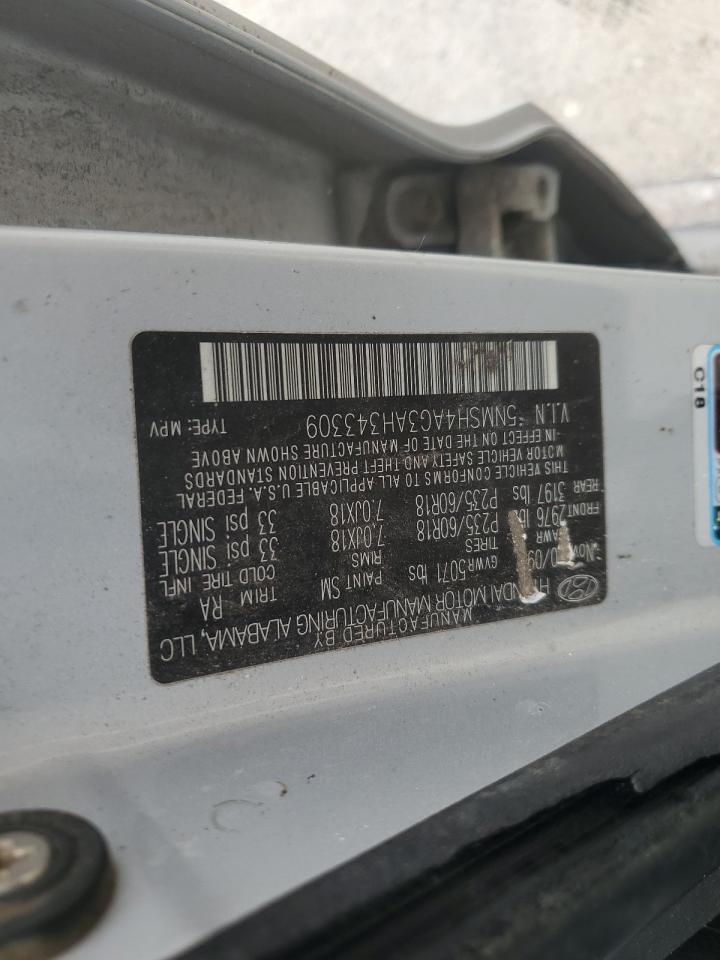 MANUFACTURED BY
HYUNDAI MOTOR MANUFACTURING ALABAMA, LLC
GVWR 5071 lbs PAINT SM TRIM RA
TIRES RIMS COLD TIRE INFL
FRONT 2976 lbs P235/60R18 7.0JX18 33 psi SINGLE
REAR 3197 lbs P235/60R18 7.0JX18 33 psi SINGLE
THIS VEHICLE CONFORMS TO ALL APPLICABLE U.S.A. FEDERAL
MOTOR VEHICLE SAFETY AND THEFT PREVENTION STANDARDS
IN EFFECT ON THE DATE OF MANUFACTURE SHOWN ABOVE
V.I.N : 5NMSH4AG3AH343309 TYPE: MPV
C18